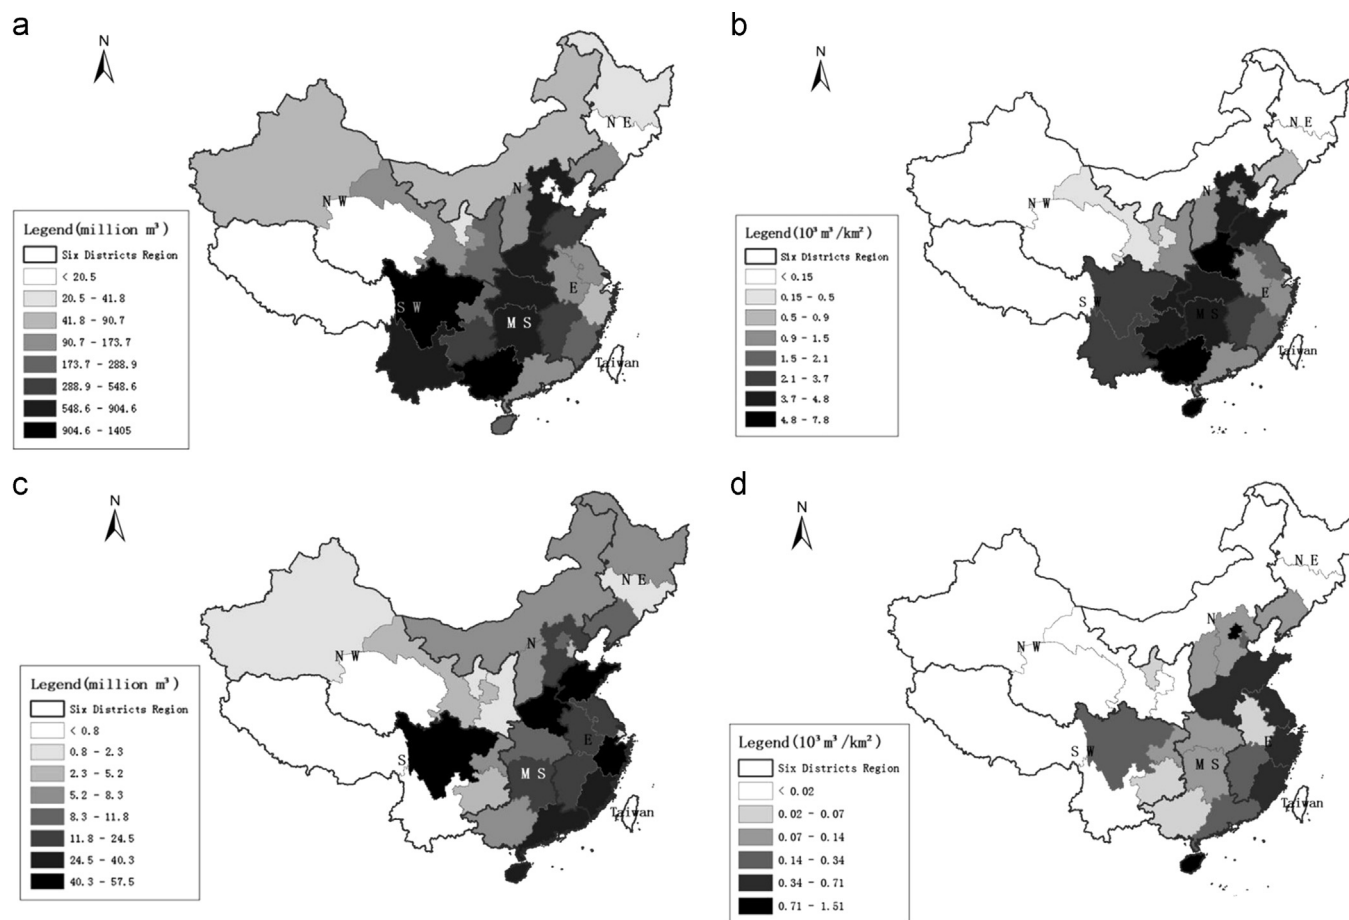 a
N
N E
N
N W
S W
M S
E
Taiwan
Legend(million m³)
Six Districts Region
< 20.5
20.5 - 41.8
41.8 - 90.7
90.7 - 173.7
173.7 - 288.9
288.9 - 548.6
548.6 - 904.6
904.6 - 1405
b
N
N E
N
N W
S W
M S
E
Taiwan
Legend(10³m³/km²)
Six Districts Region
< 0.15
0.15 - 0.5
0.5 - 0.9
0.9 - 1.5
1.5 - 2.1
2.1 - 3.7
3.7 - 4.8
4.8 - 7.8
c
N
N E
N
N W
S
M S
E
Taiwan
Legend(million m³)
Six Districts Region
< 0.8
0.8 - 2.3
2.3 - 5.2
5.2 - 8.3
8.3 - 11.8
11.8 - 24.5
24.5 - 40.3
40.3 - 57.5
d
N
N E
N
N W
S W
M S
E
Taiwan
Legend(10³m³/km²)
Six Districts Region
< 0.02
0.02 - 0.07
0.07 - 0.14
0.14 - 0.34
0.34 - 0.71
0.71 - 1.51